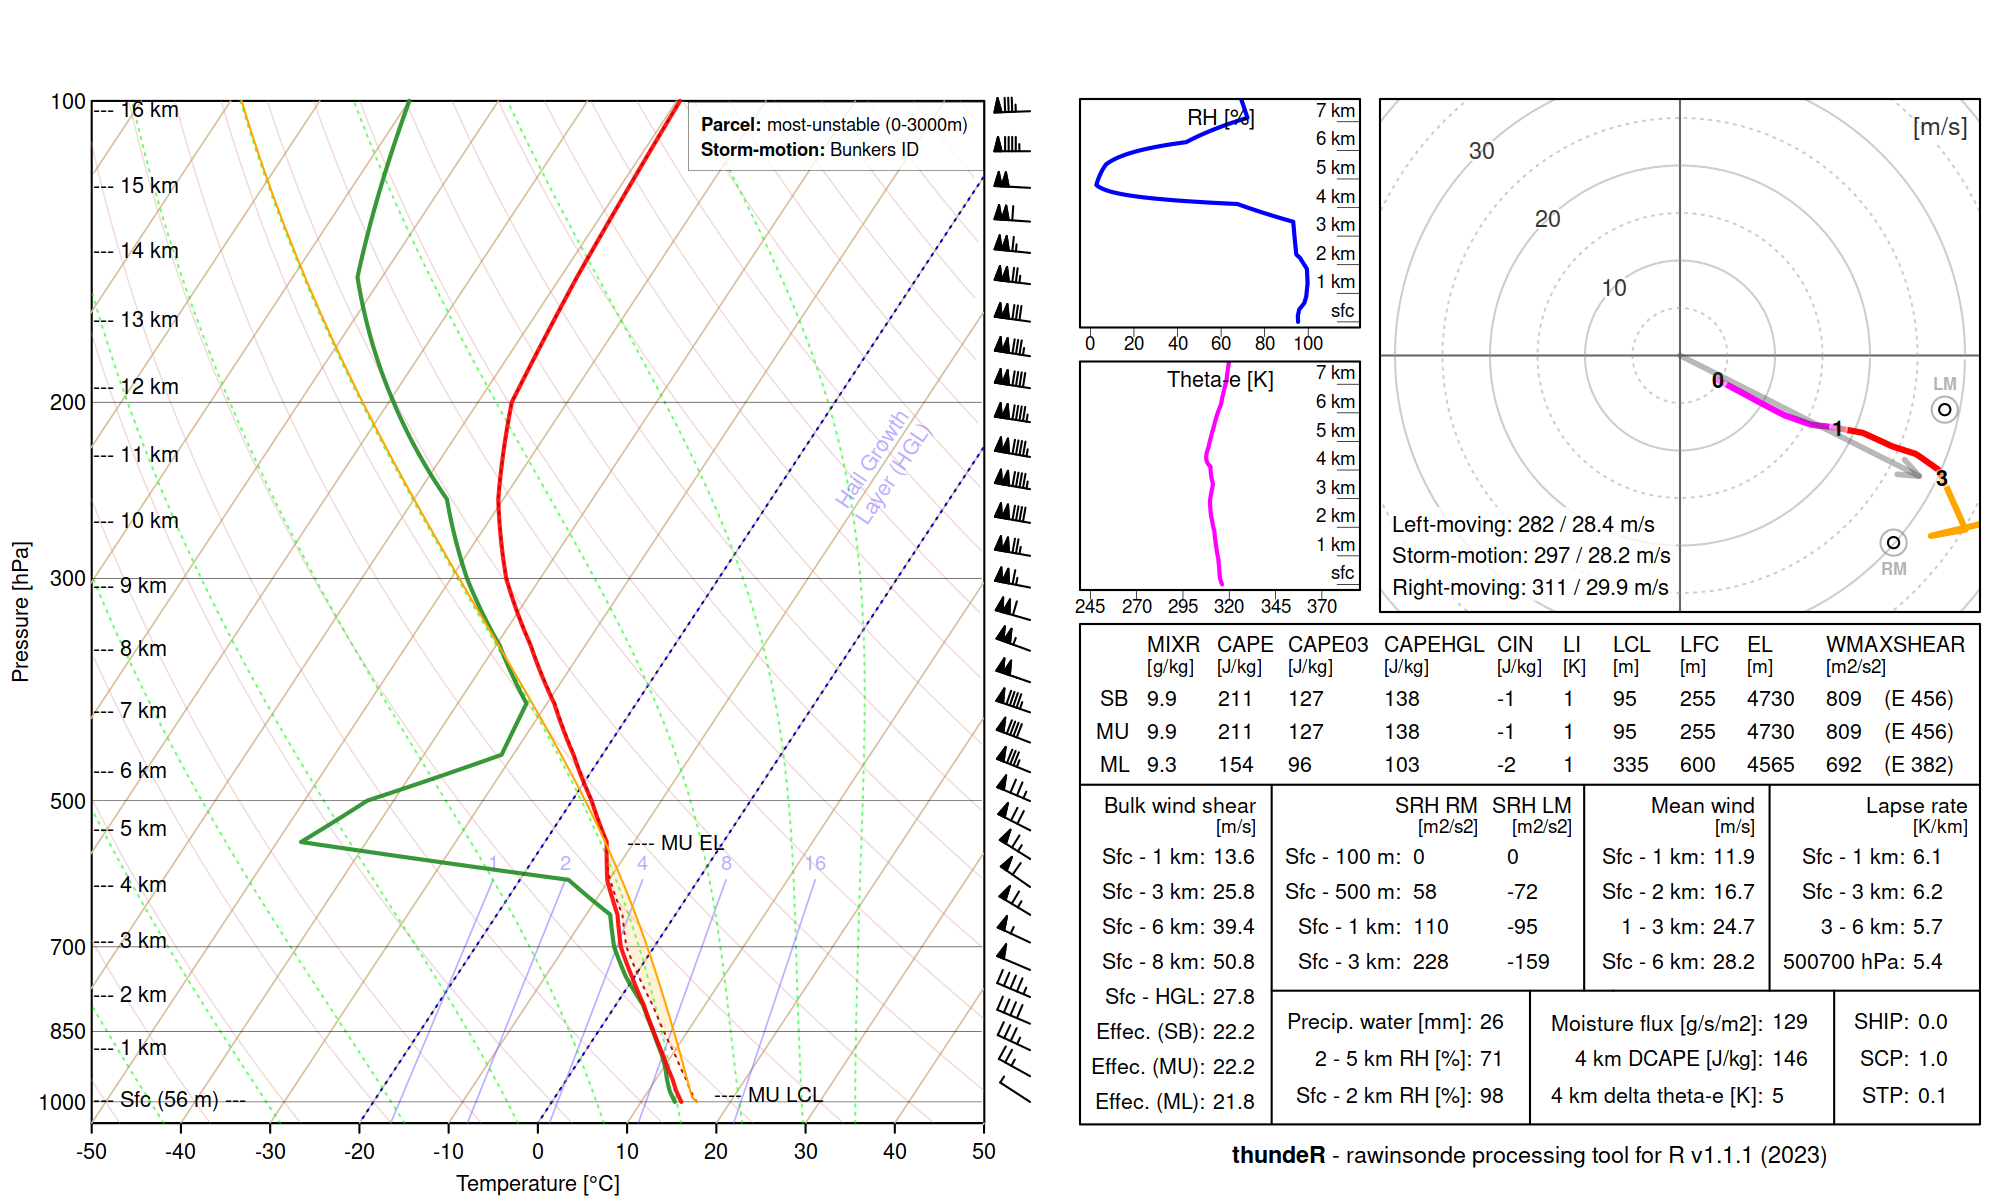 Parcel: most-unstable (0-3000m)
Storm-motion: Bunkers ID
Pressure [hPa]
100
200
300
500
700
850
1000
--- 16 km
--- 15 km
--- 14 km
--- 13 km
--- 12 km
--- 11 km
--- 10 km
--- 9 km
--- 8 km
--- 7 km
--- 6 km
--- 5 km
--- 4 km
--- 3 km
--- 2 km
--- 1 km
--- Sfc (56 m) ---
Hail Growth
Layer (HGL)
---- MU EL
1 2 4 8 16
---- MU LCL
-50 -40 -30 -20 -10 0 10 20 30 40 50
Temperature [°C]
RH [%]
7 km
6 km
5 km
4 km
3 km
2 km
1 km
sfc
0 20 40 60 80 100
Theta-e [K]
7 km
6 km
5 km
4 km
3 km
2 km
1 km
sfc
245 270 295 320 345 370
[m/s]
30
20
10
0
1
3
LM
RM
Left-moving: 282 / 28.4 m/s
Storm-motion: 297 / 28.2 m/s
Right-moving: 311 / 29.9 m/s
MIXR CAPE CAPE03 CAPEHGL CIN LI LCL LFC EL WMAXSHEAR
[g/kg] [J/kg] [J/kg] [J/kg] [J/kg] [K] [m] [m] [m] [m2/s2]
SB 9.9 211 127 138 -1 1 95 255 4730 809 (E 456)
MU 9.9 211 127 138 -1 1 95 255 4730 809 (E 456)
ML 9.3 154 96 103 -2 1 335 600 4565 692 (E 382)
Bulk wind shear
[m/s]
Sfc - 1 km: 13.6
Sfc - 3 km: 25.8
Sfc - 6 km: 39.4
Sfc - 8 km: 50.8
Sfc - HGL: 27.8
Effec. (SB): 22.2
Effec. (MU): 22.2
Effec. (ML): 21.8
SRH RM SRH LM
[m2/s2] [m2/s2]
Sfc - 100 m: 0 0
Sfc - 500 m: 58 -72
Sfc - 1 km: 110 -95
Sfc - 3 km: 228 -159
Mean wind
[m/s]
Sfc - 1 km: 11.9
Sfc - 2 km: 16.7
1 - 3 km: 24.7
Sfc - 6 km: 28.2
Lapse rate
[K/km]
Sfc - 1 km: 6.1
Sfc - 3 km: 6.2
3 - 6 km: 5.7
500700 hPa: 5.4
Precip. water [mm]: 26
2 - 5 km RH [%]: 71
Sfc - 2 km RH [%]: 98
Moisture flux [g/s/m2]: 129
4 km DCAPE [J/kg]: 146
4 km delta theta-e [K]: 5
SHIP: 0.0
SCP: 1.0
STP: 0.1
thundeR - rawinsonde processing tool for R v1.1.1 (2023)